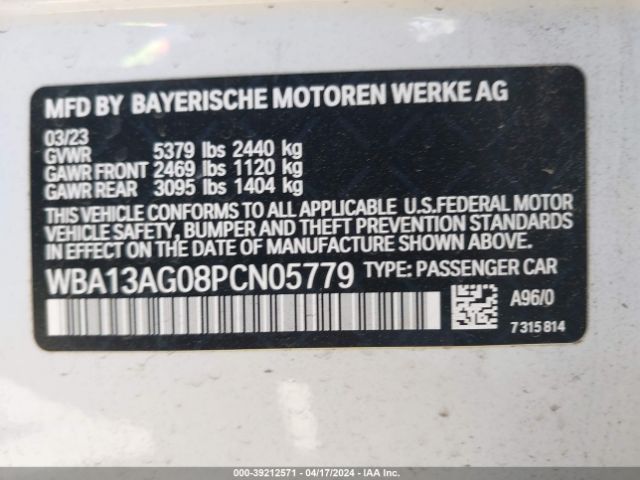 MFD BY BAYERISCHE MOTOREN WERKE AG
03/23
GVWR 5379 lbs 2440 kg
GAWR FRONT 2469 lbs 1120 kg
GAWR REAR 3095 lbs 1404 kg
THIS VEHICLE CONFORMS TO ALL APPLICABLE U.S.FEDERAL MOTOR
VEHICLE SAFETY, BUMPER AND THEFT PREVENTION STANDARDS
IN EFFECT ON THE DATE OF MANUFACTURE SHOWN ABOVE.
WBA13AG08PCN05779 TYPE: PASSENGER CAR
A96/0
7 315 814
000-39212571 | 04/17/2024 | IAA Inc.